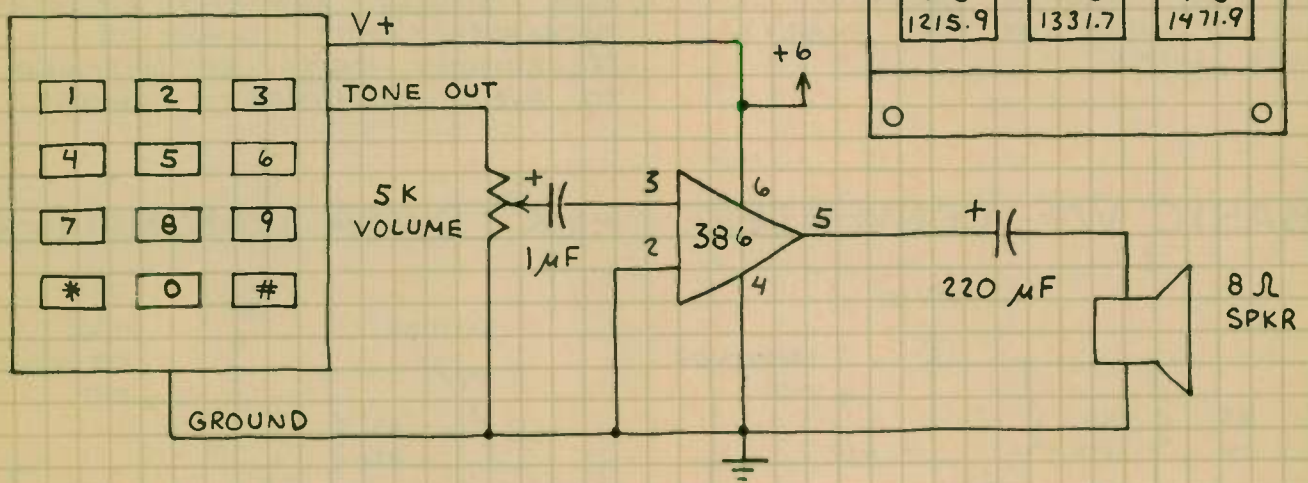 V+
1215.9 1331.7 1471.9
+6
1 2 3
TONE OUT
4 5 6
5K
VOLUME
+
3
6
7 8 9
386
5
+
1µF
2
4
220 µF
8 Ω
SPKR
* 0 #
GROUND